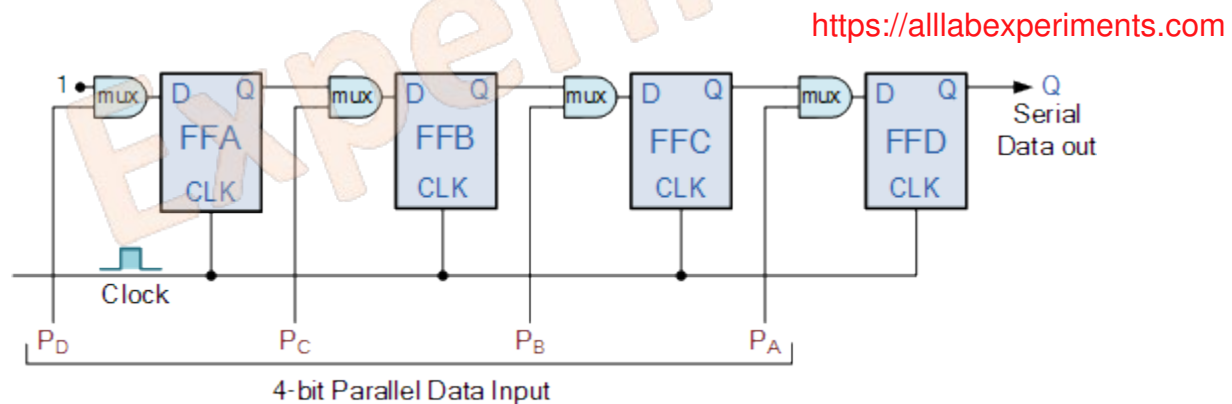 https://alllabexperiments.com
Experim
1 mux D Q mux D Q mux D Q mux D Q Q
FFA FFB FFC FFD Serial
Data out
CLK CLK CLK CLK
Clock
PD PC PB PA
4-bit Parallel Data Input